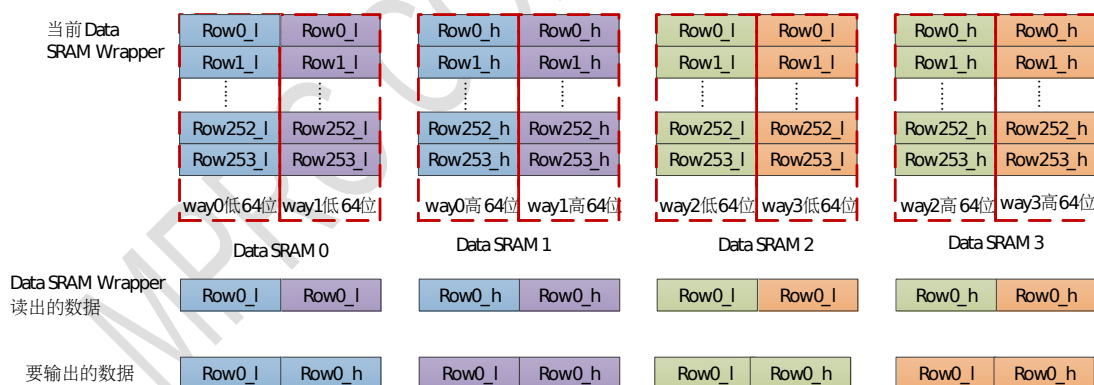 当前Data SRAM Wrapper
Row0_l Row0_l Row0_h Row0_h Row0_l Row0_l Row0_h Row0_h
Row1_l Row1_l Row1_h Row1_h Row1_l Row1_l Row1_h Row1_h
Row252_l Row252_l Row252_h Row252_h Row252_l Row252_l Row252_h Row252_h
Row253_l Row253_l Row253_h Row253_h Row253_l Row253_l Row253_h Row253_h
way0低64位 way1低64位 way0高64位 way1高64位 way2低64位 way3低64位 way2高64位 way3高64位
Data SRAM 0 Data SRAM 1 Data SRAM 2 Data SRAM 3
Data SRAM Wrapper
读出的数据
Row0_l Row0_l Row0_h Row0_h Row0_l Row0_l Row0_h Row0_h
要输出的数据 Row0_l Row0_h Row0_l Row0_h Row0_l Row0_h Row0_l Row0_h
MPRC